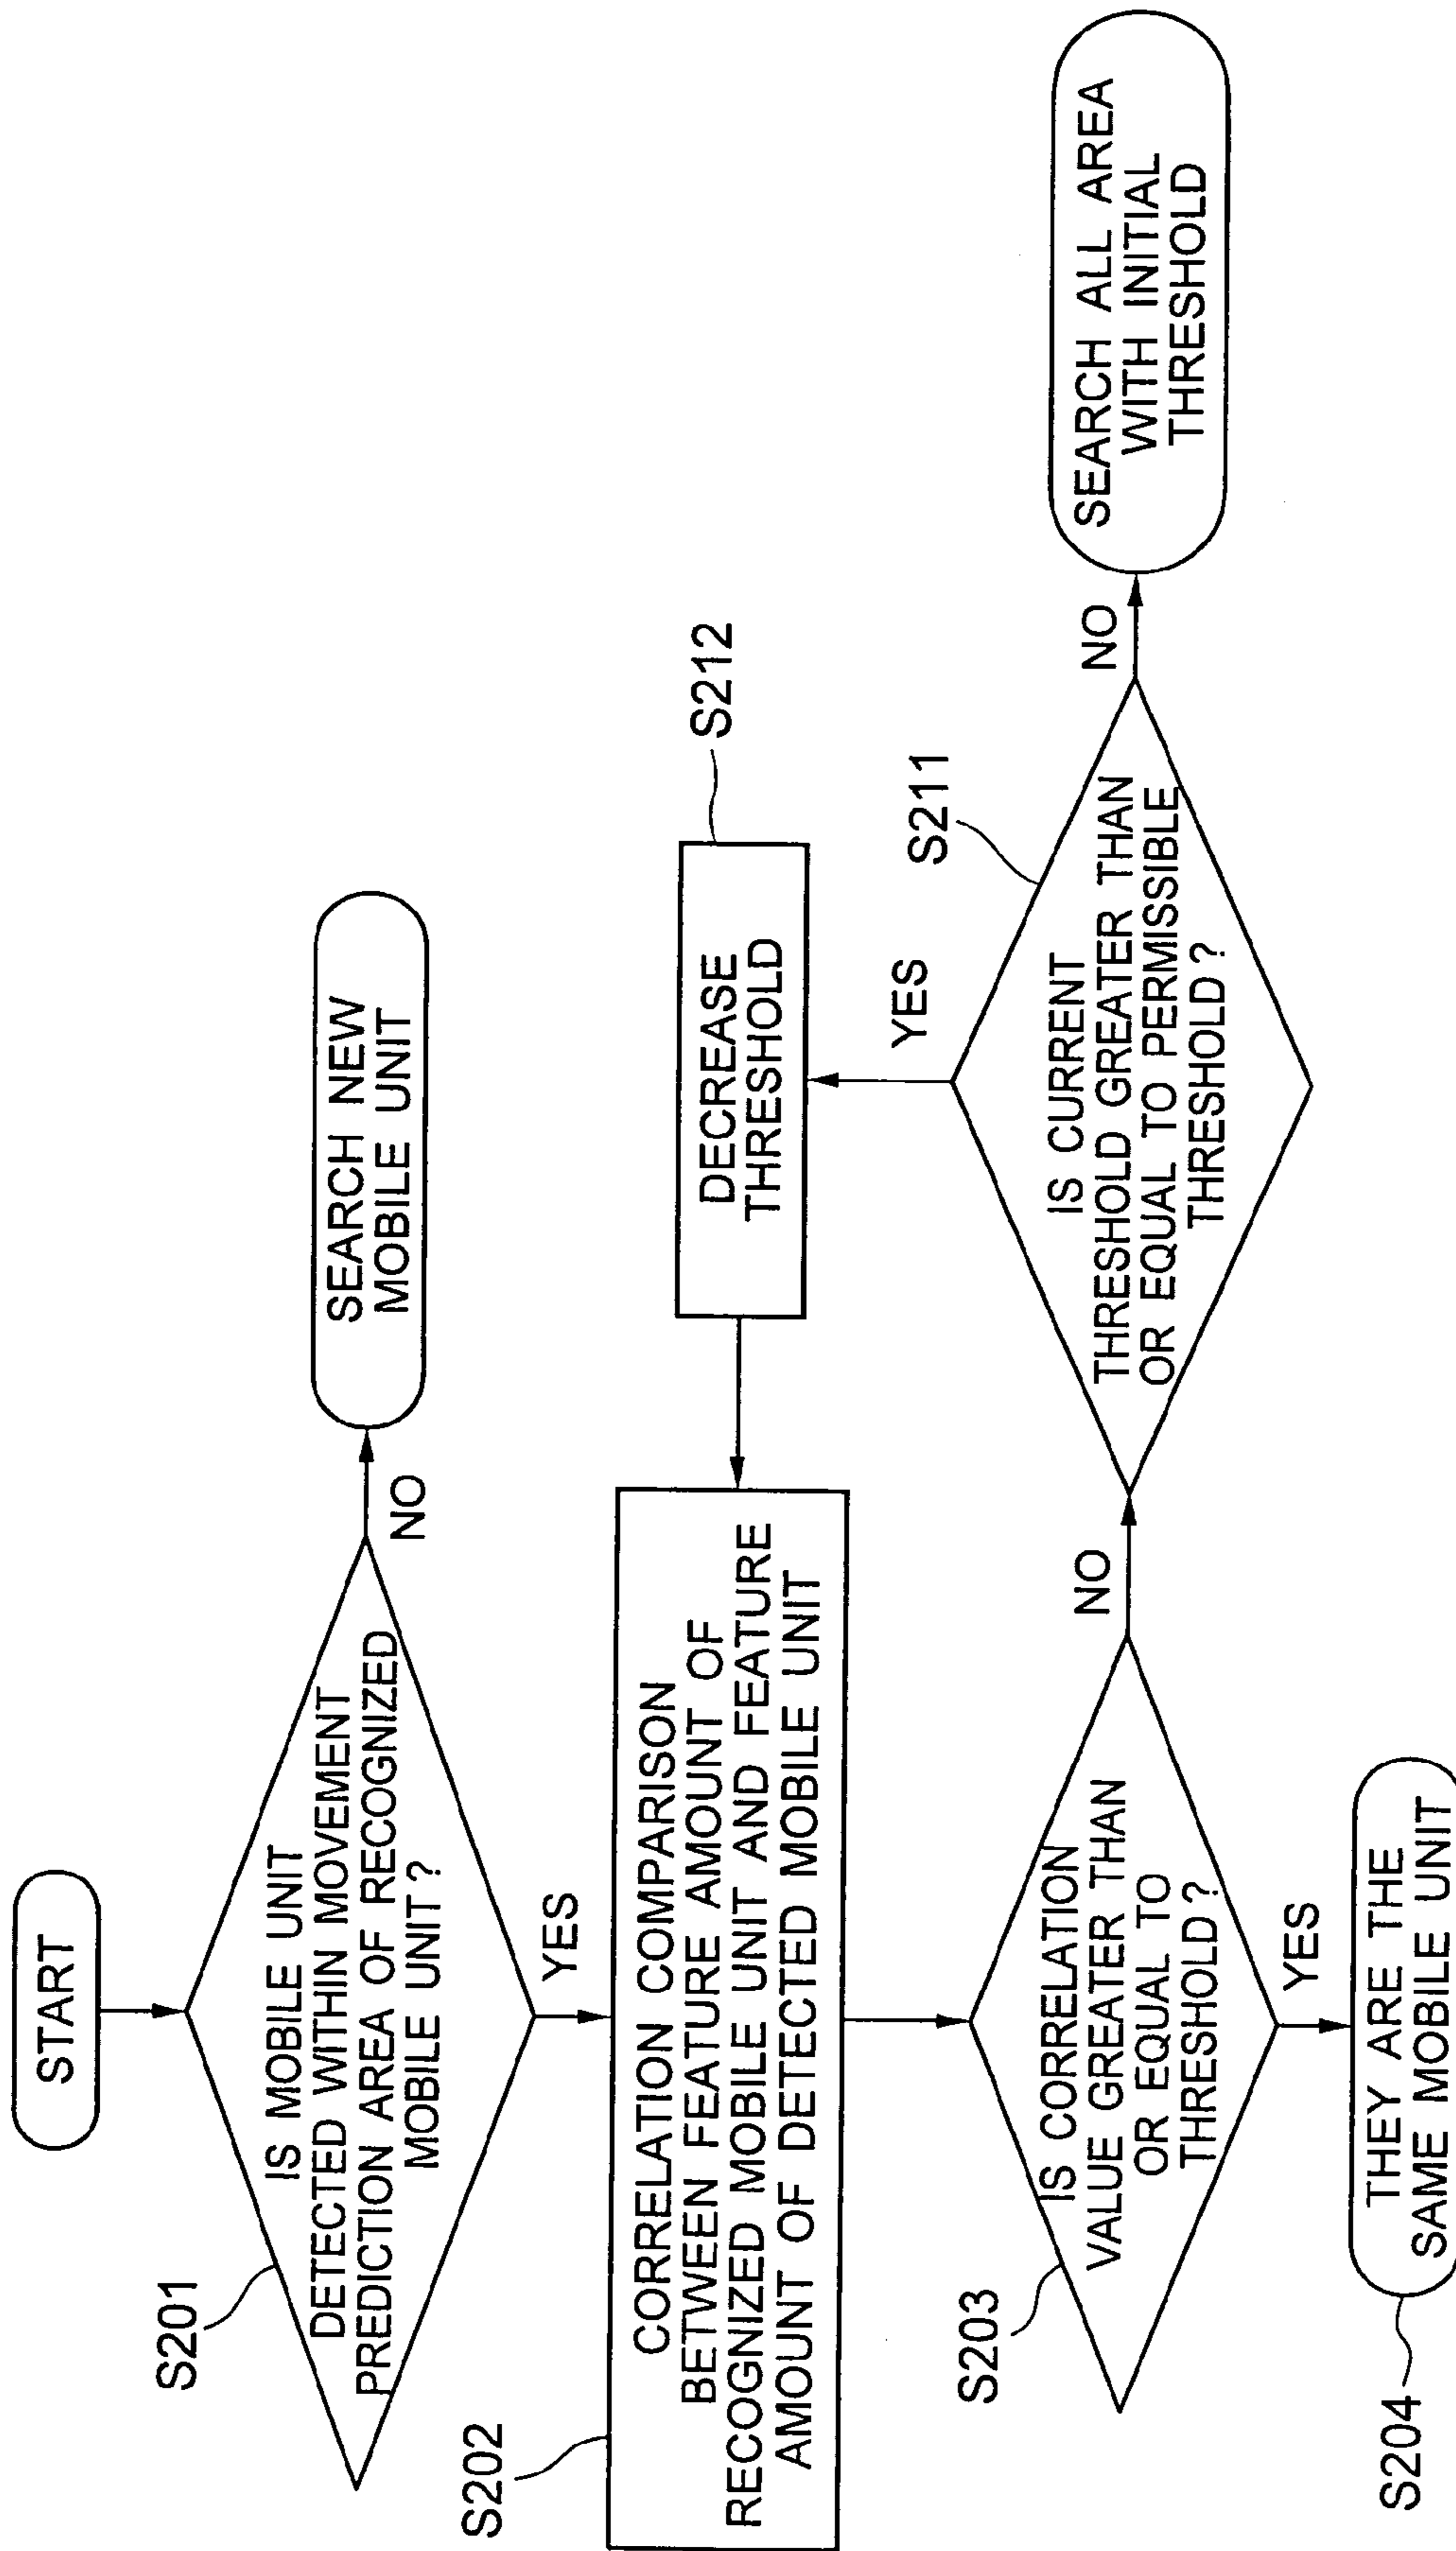 START
S201
IS MOBILE UNIT
DETECTED WITHIN MOVEMENT
PREDICTION AREA OF RECOGNIZED
MOBILE UNIT?
NO
SEARCH NEW
MOBILE UNIT
YES
S202
CORRELATION COMPARISON
BETWEEN FEATURE AMOUNT OF
RECOGNIZED MOBILE UNIT AND FEATURE
AMOUNT OF DETECTED MOBILE UNIT
DECREASE
THRESHOLD
S212
YES
S203
IS CORRELATION
VALUE GREATER THAN
OR EQUAL TO
THRESHOLD?
NO
S211
IS CURRENT
THRESHOLD GREATER THAN
OR EQUAL TO PERMISSIBLE
THRESHOLD?
NO
SEARCH ALL AREA
WITH INITIAL
THRESHOLD
YES
S204
THEY ARE THE
SAME MOBILE UNIT